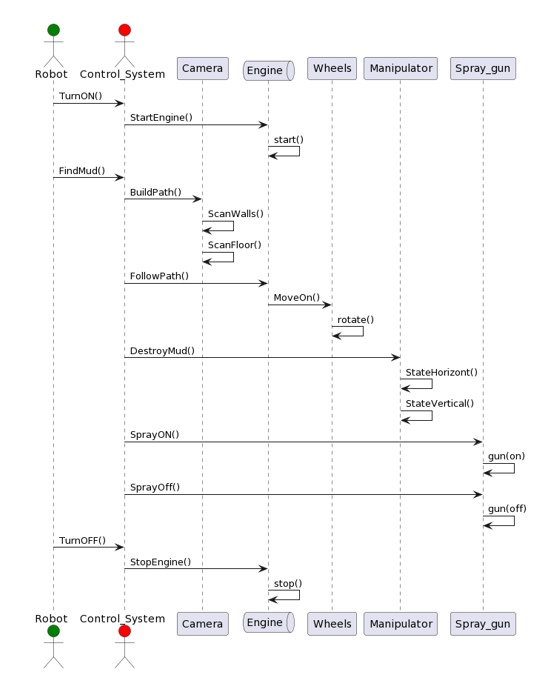 Robot Control_System Camera Engine Wheels Manipulator Spray_gun
TurnON()
StartEngine()
start()
FindMud()
BuildPath()
ScanWalls()
ScanFloor()
FollowPath()
MoveOn()
rotate()
DestroyMud()
StateHorizont()
StateVertical()
SprayON()
gun(on)
SprayOff()
gun(off)
TurnOFF()
StopEngine()
stop()
Robot Control_System Camera Engine Wheels Manipulator Spray_gun